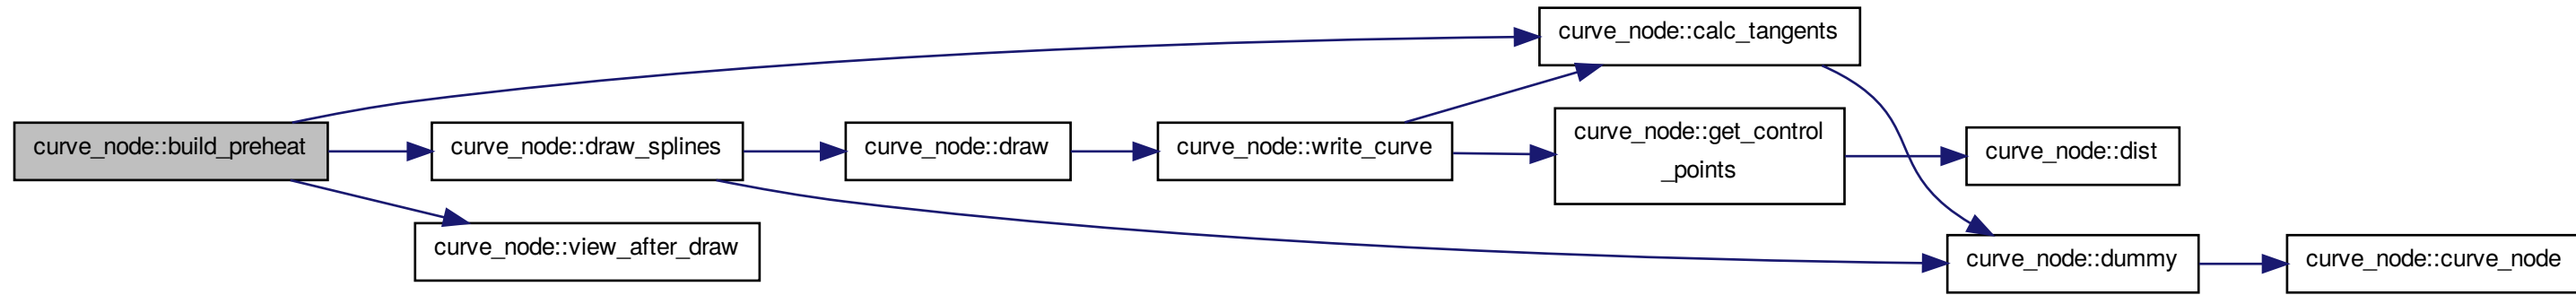 curve_node::build_preheat
curve_node::draw_splines
curve_node::view_after_draw
curve_node::draw
curve_node::write_curve
curve_node::calc_tangents
curve_node::get_control
_points
curve_node::dist
curve_node::dummy
curve_node::curve_node